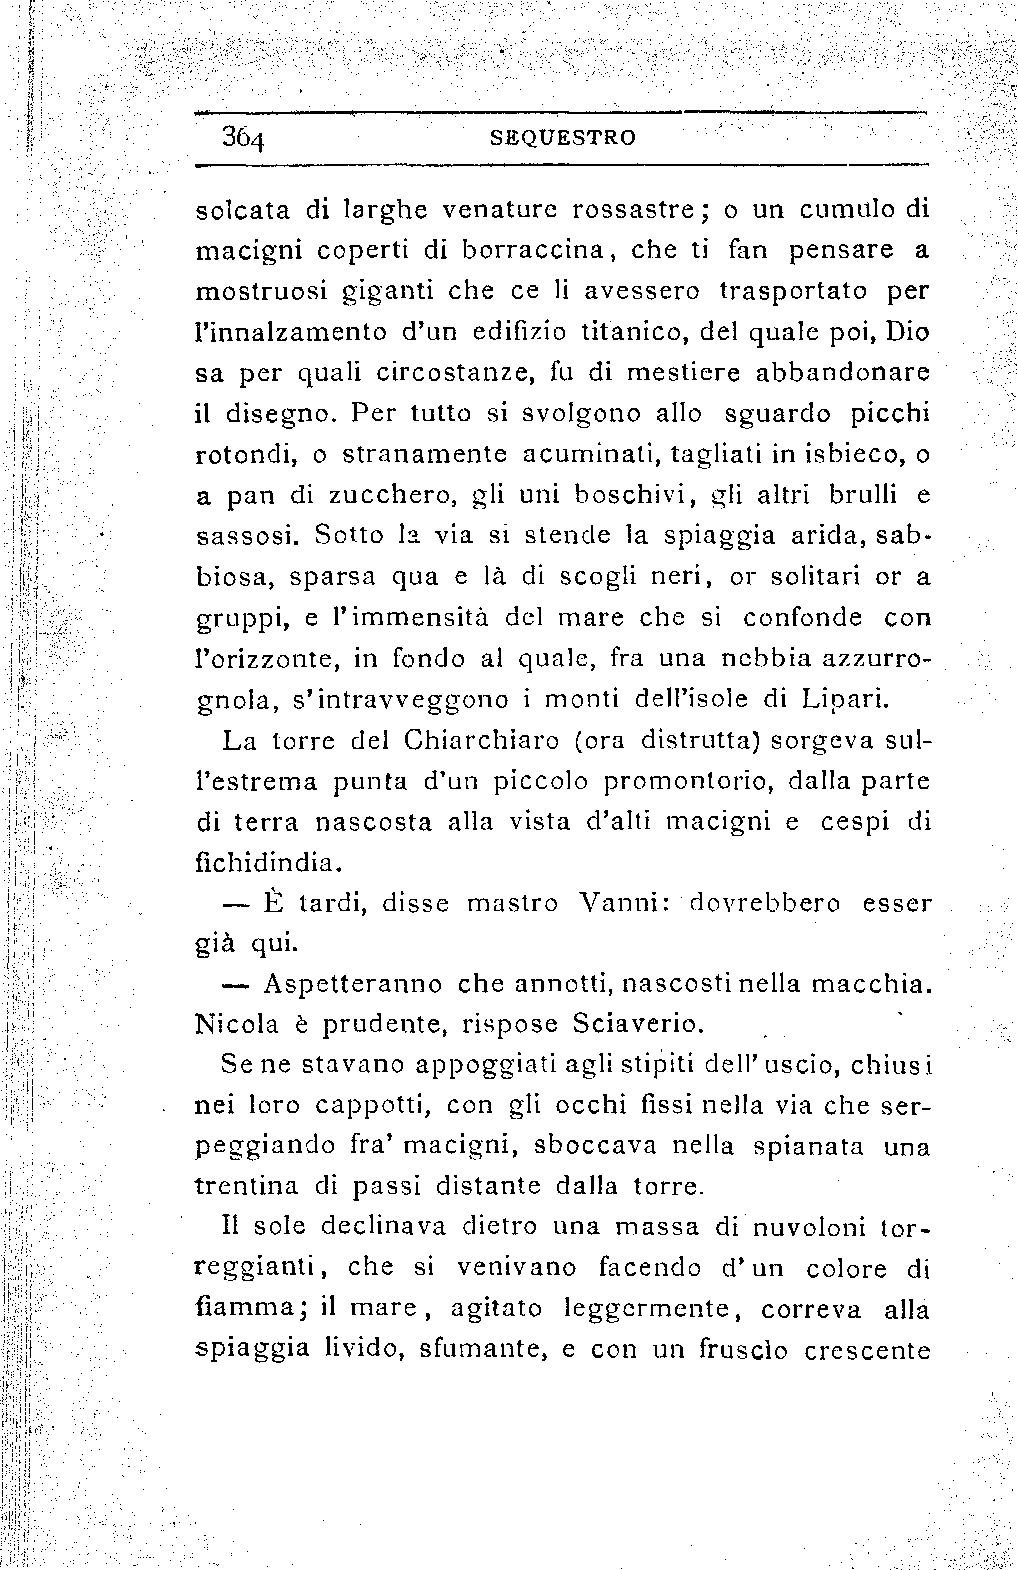 364 SEQUESTRO
solcata di larghe venature rossastre; o un cumulo di
macigni coperti di borraccina, che ti fan pensare a
mostruosi giganti che ce li avessero trasportato per
l'innalzamento d'un edifizio titanico, del quale poi, Dio
sa per quali circostanze, fu di mestiere abbandonare
il disegno. Per tutto si svolgono allo sguardo picchi
rotondi, o stranamente acuminati, tagliati in isbieco, o
a pan di zucchero, gli uni boschivi, gli altri brulli e
sassosi. Sotto la via si stende la spiaggia arida, sab-
biosa, sparsa qua e là di scogli neri, or solitari or a
gruppi, e l'immensità del mare che si confonde con
l'orizzonte, in fondo al quale, fra una nebbia azzurro-
gnola, s'intravveggono i monti dell'isole di Lipari.
La torre del Chiarchiaro (ora distrutta) sorgeva sul-
l'estrema punta d'un piccolo promontorio, dalla parte
di terra nascosta alla vista d'alti macigni e cespi di
fichidindia.
— È tardi, disse mastro Vanni: dovrebbero esser
già qui.
— Aspetteranno che annotti, nascosti nella macchia.
Nicola è prudente, rispose Sciaverio.
Se ne stavano appoggiati agli stipiti dell'uscio, chiusi
nei loro cappotti, con gli occhi fissi nella via che ser-
peggiando fra' macigni, sboccava nella spianata una
trentina di passi distante dalla torre.
Il sole declinava dietro una massa di nuvoloni tor-
reggianti, che si venivano facendo d'un colore di
fiamma; il mare, agitato leggermente, correva alla
spiaggia livido, sfumante, e con un fruscìo crescente